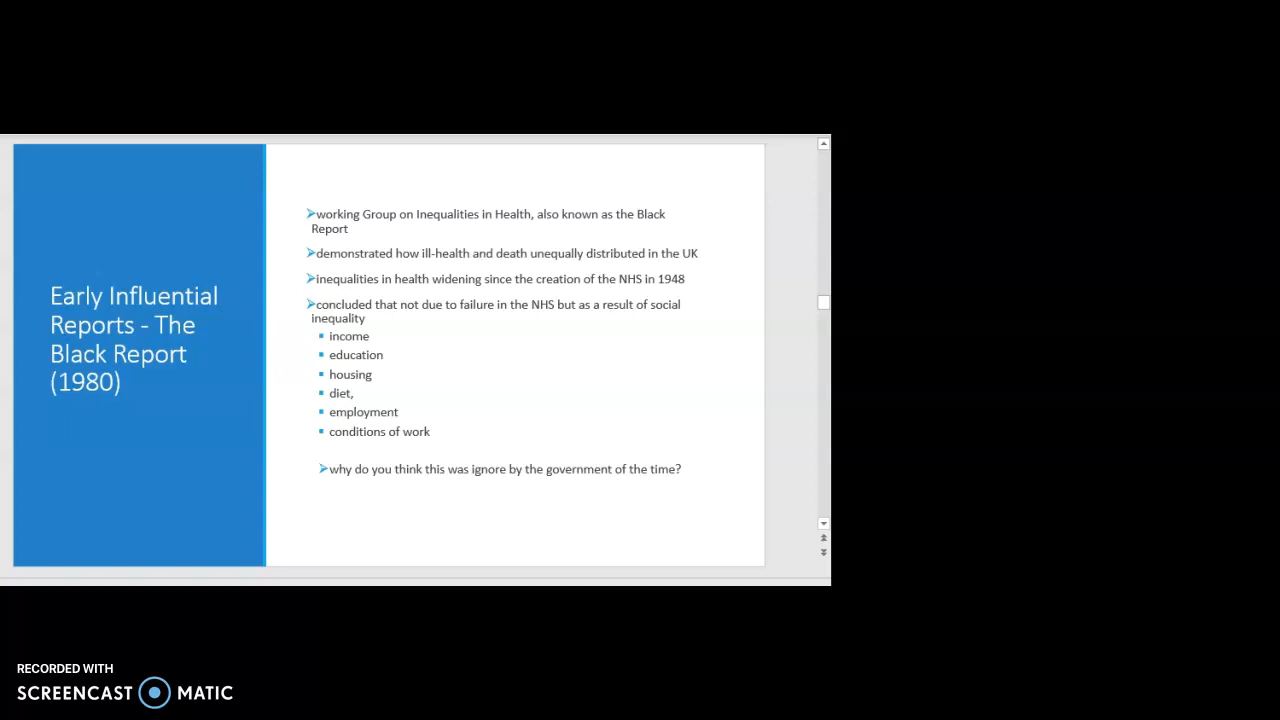 Early Influential
Reports - The
Black Report
(1980)
working Group on Inequalities in Health, also known as the Black
Report
demonstrated how ill-health and death unequally distributed in the UK
inequalities in health widening since the creation of the NHS in 1948
concluded that not due to failure in the NHS but as a result of social
inequality
income
education
housing
diet,
employment
conditions of work
why do you think this was ignore by the government of the time?
RECORDED WITH
SCREENCAST MATIC